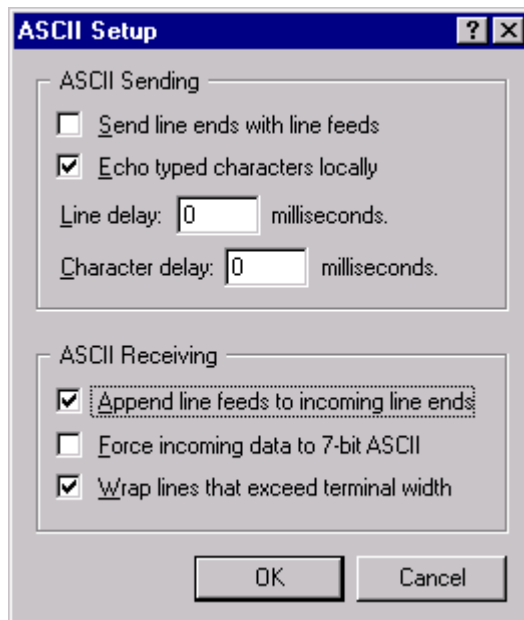 ASCII Setup
ASCII Sending
Send line ends with line feeds
Echo typed characters locally
Line delay: 0 milliseconds.
Character delay: 0 milliseconds.
ASCII Receiving
Append line feeds to incoming line ends
Force incoming data to 7-bit ASCII
Wrap lines that exceed terminal width
OK Cancel